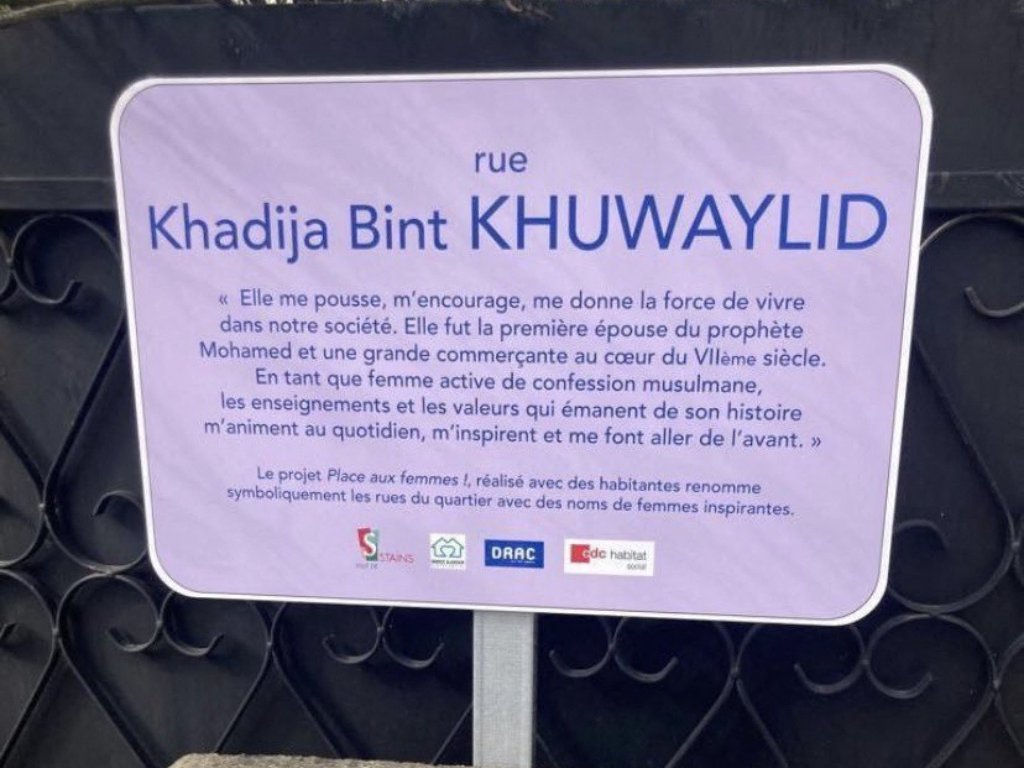 rue
Khadija Bint KHUWAYLID
« Elle me pousse, m'encourage, me donne la force de vivre
dans notre société. Elle fut la première épouse du prophète
Mohamed et une grande commerçante au cœur du VIIème siècle.
En tant que femme active de confession musulmane,
les enseignements et les valeurs qui émanent de son histoire
m'animent au quotidien, m'inspirent et me font aller de l'avant. »
Le projet Place aux femmes !, réalisé avec des habitantes renomme
symboliquement les rues du quartier avec des noms de femmes inspirantes.
S STAINS
VILLE DE
DRAC
cdc habitat
social